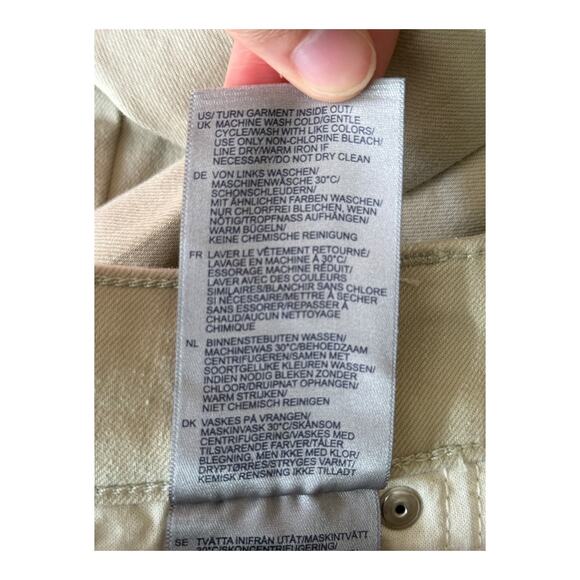 US/ TURN GARMENT INSIDE OUT/
UK MACHINE WASH COLD/GENTLE
CYCLE/WASH WITH LIKE COLORS/
USE ONLY NON-CHLORINE BLEACH/
LINE DRY/WARM IRON IF
NECESSARY/DO NOT DRY CLEAN
DE VON LINKS WASCHEN/
MASCHINENWÄSCHE 30°C/
SCHONSCHLEUDERN/
MIT ÄHNLICHEN FARBEN WASCHEN/
NUR CHLORFREI BLEICHEN, WENN
NÖTIG/TROPFNASS AUFHÄNGEN/
WARM BÜGELN/
KEINE CHEMISCHE REINIGUNG
FR LAVER LE VÊTEMENT RETOURNÉ/
LAVAGE EN MACHINE À 30°C/
ESSORAGE MACHINE RÉDUIT/
LAVER AVEC DES COULEURS
SIMILAIRES/BLANCHIR SANS CHLORE
SI NÉCESSAIRE/METTRE À SÉCHER
SANS ESSORER/REPASSER À
CHAUD/AUCUN NETTOYAGE
CHIMIQUE
NL BINNENSTEBUITEN WASSEN/
MACHINEWAS 30°C/BEHOEDZAAM
CENTRIFUGEREN/SAMEN MET
SOORTGELIJKE KLEUREN WASSEN/
INDIEN NODIG BLEKEN ZONDER
CHLOOR/DRUIPNAT OPHANGEN/
WARM STRIJKEN/
NIET CHEMISCH REINIGEN
DK VASKES PÅ VRANGEN/
MASKINVASK 30°C/SKÅNSOM
CENTRIFUGERING/VASKES MED
TILSVARENDE FARVER/TÅLER
BLEGNING, MEN IKKE MED KLOR/
DRYPTØRRES/STRYGES VARMT/
KEMISK RENSNING IKKE TILLADT
SE TVÄTTA INIFRÅN UTÅT/MASKINTVÄTT
30°C/SKONCENTRIFUGERING/